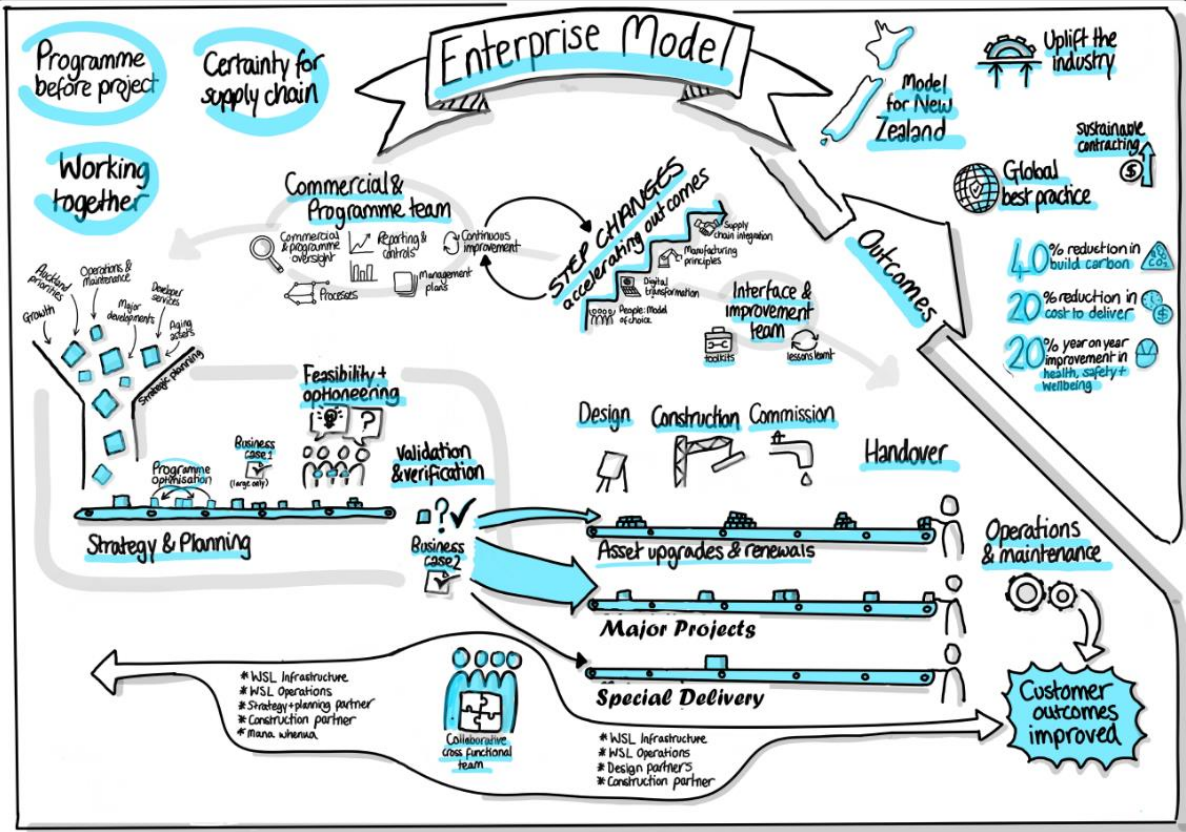 Enterprise Model
Programme
before project
Certainty for
supply chain
Working
together
Model
for New
Zealand
Uplift the
industry
Sustainable
contracting
$
Global
best practice
Outcomes
40% reduction in
build carbon
CO2
20% reduction in
cost to deliver
$
20% year on year
improvement in
health, safety +
wellbeing
Commercial &
Programme team
Commercial
& programme
oversight
Reporting &
controls
Continuous
improvement
Processes
Management
plans
STEP CHANGES
accelerating outcomes
Supply
chain integration
Manufacturing
principles
Digital
transformation
People: Model
of choice
Interface &
improvement
team
toolkits
lessons learnt
Growth
Auckland
priorities
Operations &
maintenance
Major
developments
Developer
services
Aging
assets
Strategic planning
Programme
optimisation
Business
case 1
(large only)
Feasibility +
optioneering
?
Strategy & Planning
Validation
& verification
?
Business
case 2
Design
Construction
Commission
Handover
Asset upgrades & renewals
Major Projects
Special Delivery
Operations
& maintenance
Customer
outcomes
improved
* WSL Infrastructure
* WSL Operations
* Strategy + planning partner
* Construction partner
* Mana whenua
Collaborative
cross functional
team
* WSL Infrastructure
* WSL Operations
* Design partners
* Construction partner